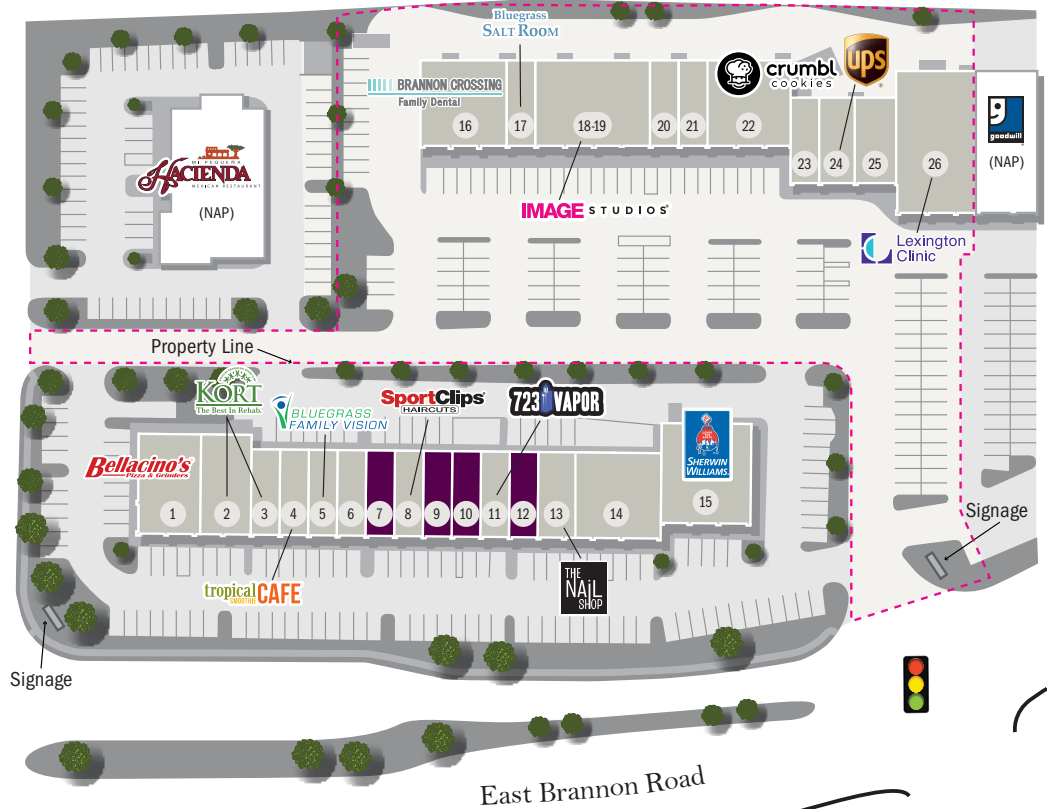 Bluegrass
SALT ROOM
BRANNON CROSSING
Family Dental
crumbl
cookies
ups
goodwill
(NAP)
16
17
18-19
20
21
22
23
24
25
26
IMAGE STUDIOS®
Lexington
Clinic
MI PEQUEÑA
HACIENDA
MEXICAN RESTAURANT
(NAP)
Property Line
KORT
The Best In Rehab.
BLUEGRASS
FAMILY VISION
SportClips®
HAIRCUTS
723 VAPOR
SHERWIN
WILLIAMS.
Bellacino's
Pizza & Grinders
1
2
3
4
5
6
7
8
9
10
11
12
13
14
15
Signage
tropical
SMOOTHIE
CAFE
THE
NAiL
SHOP
Signage
East Brannon Road